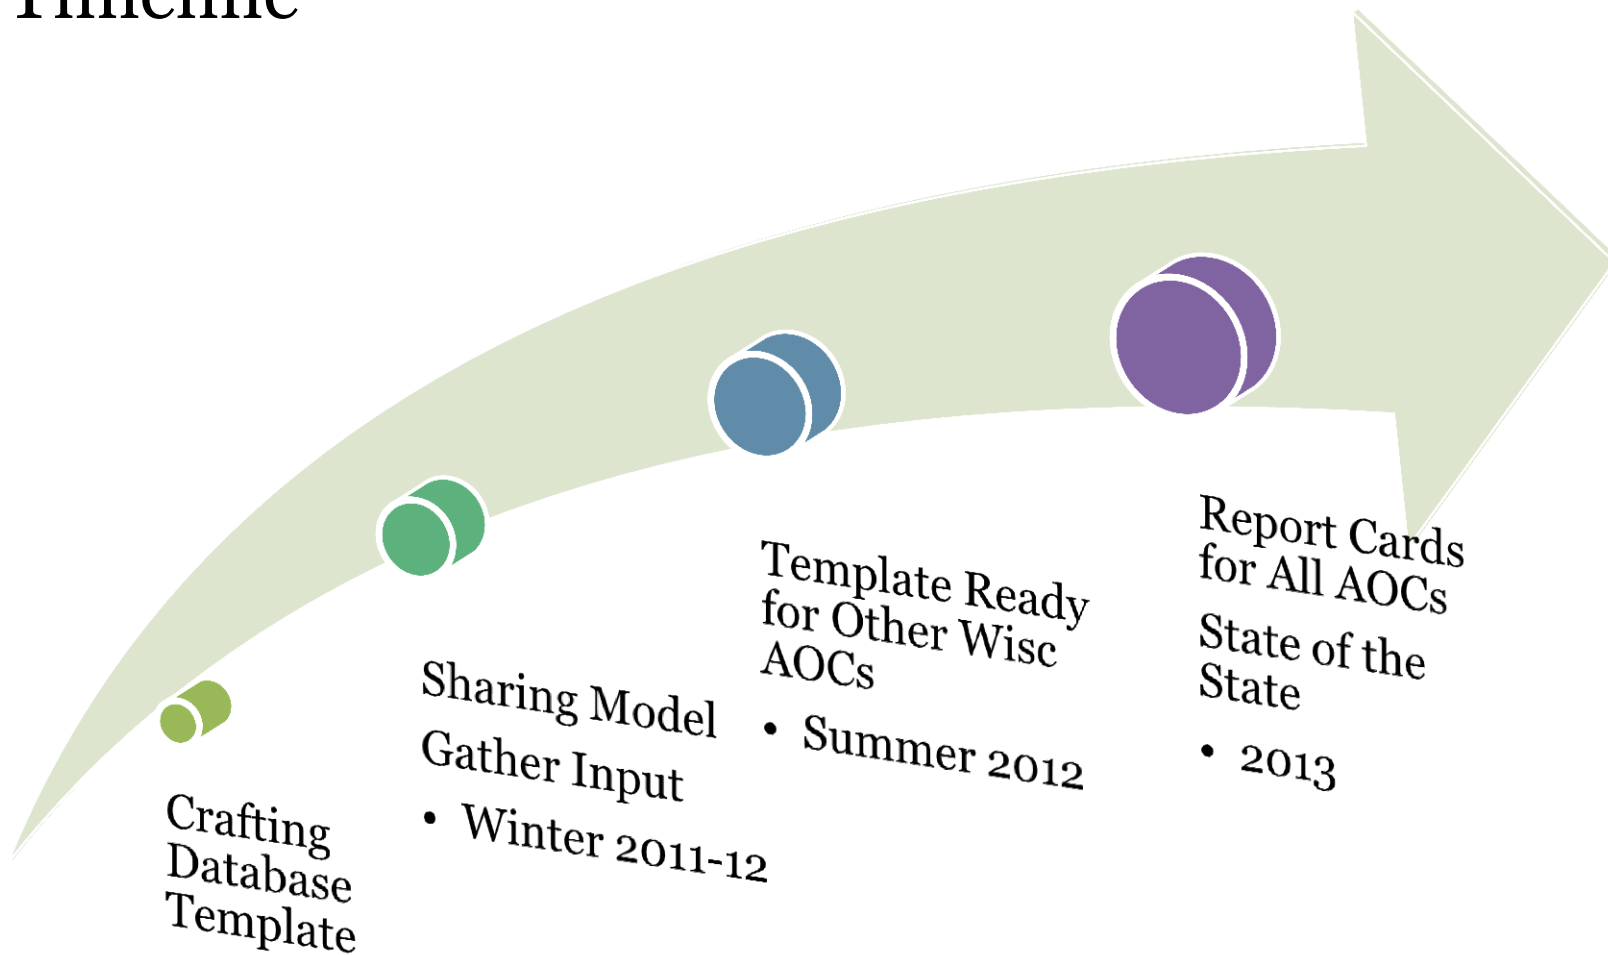 Timeline
Crafting
Database
Template
Sharing Model
Gather Input
• Winter 2011-12
Template Ready
for Other Wisc
AOCs
• Summer 2012
Report Cards
for All AOCs
State of the
State
• 2013